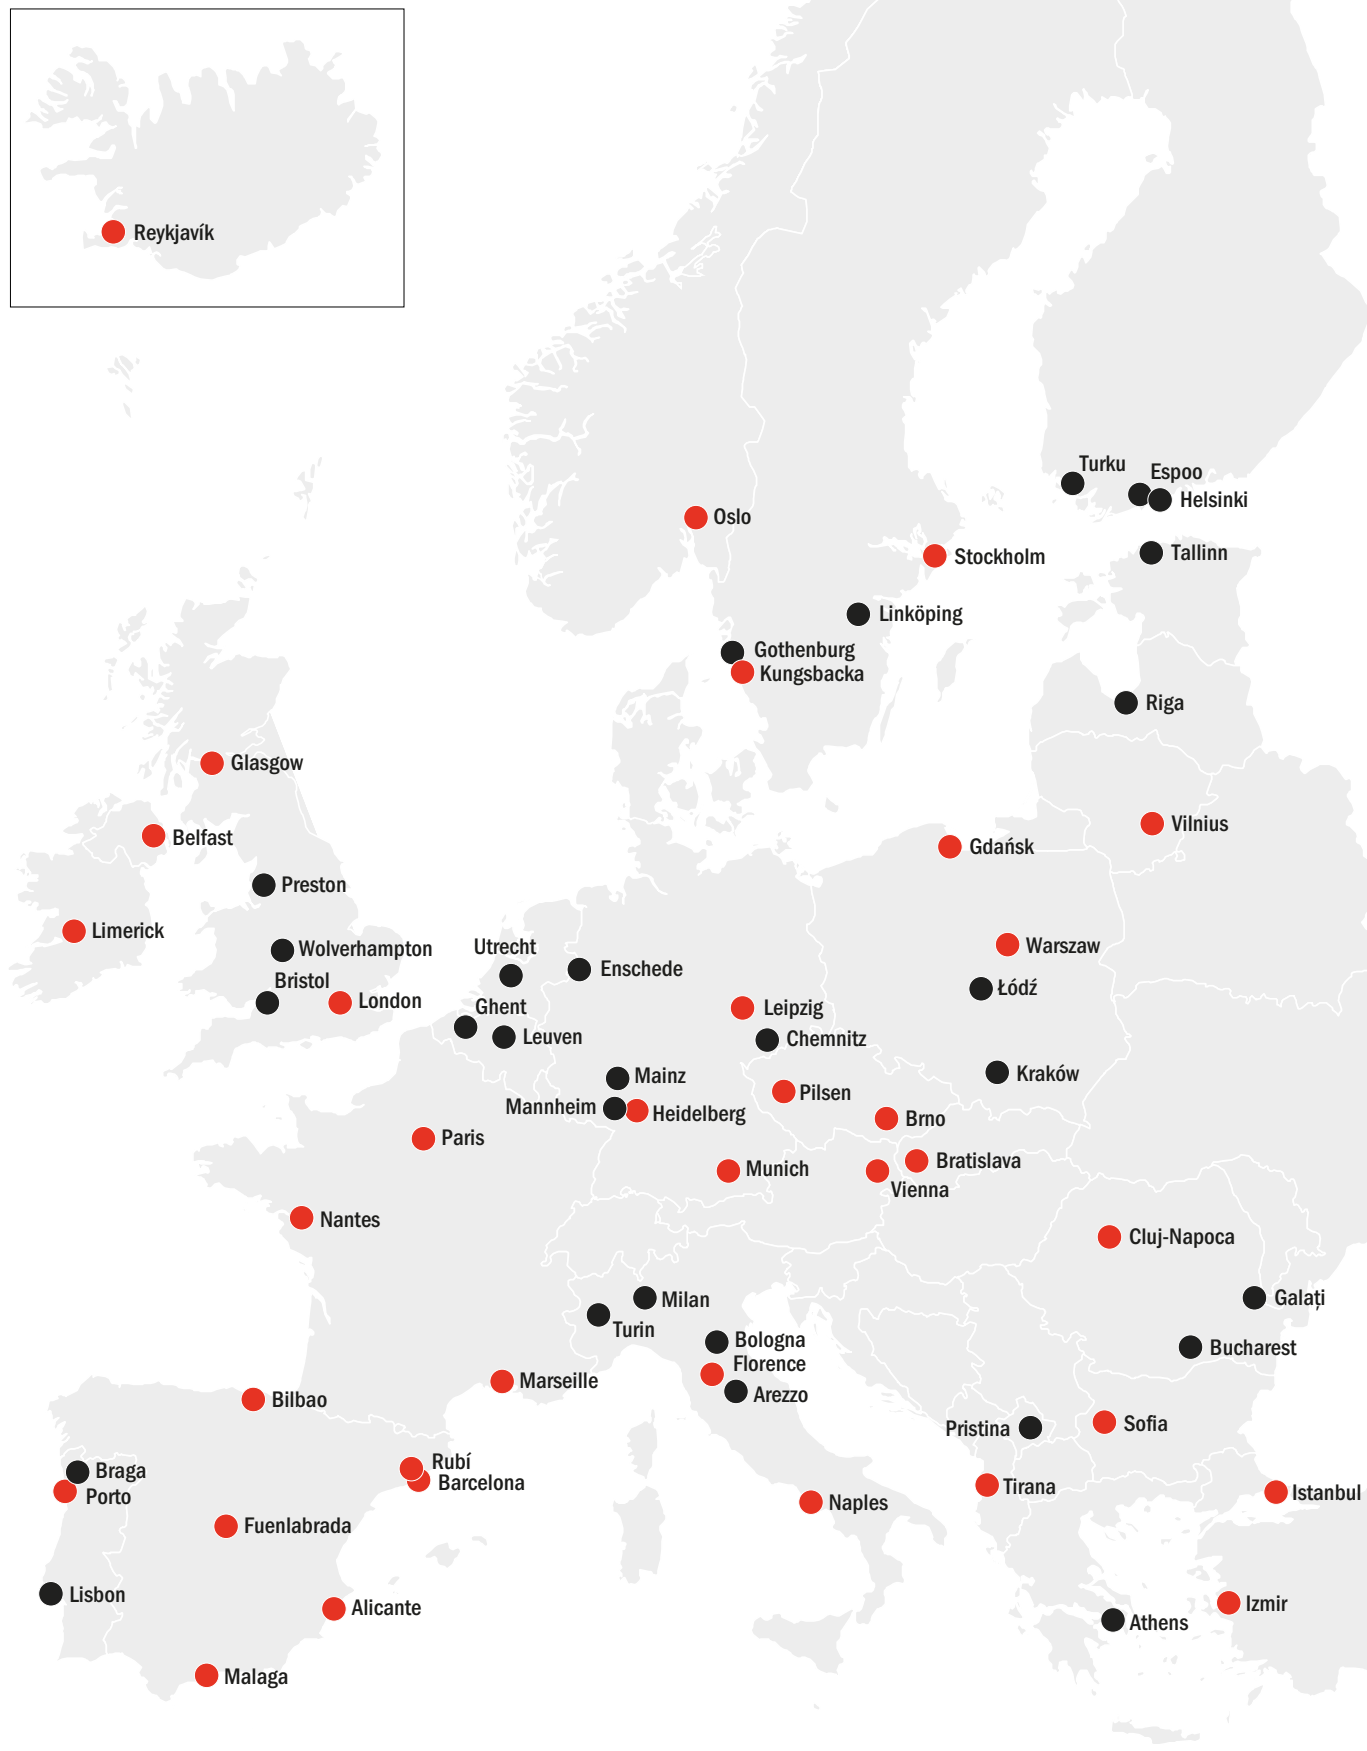 Reykjavík
Turku
Espoo
Helsinki
Oslo
Tallinn
Stockholm
Linköping
Gothenburg
Kungsbacka
Riga
Glasgow
Vilnius
Belfast
Gdańsk
Preston
Limerick
Warszaw
Wolverhampton
Utrecht
Enschede
Bristol
Łódź
London
Ghent
Leipzig
Leuven
Chemnitz
Mainz
Kraków
Pilsen
Mannheim
Heidelberg
Brno
Paris
Bratislava
Munich
Vienna
Nantes
Cluj-Napoca
Milan
Galați
Turin
Bologna
Bucharest
Florence
Marseille
Arezzo
Bilbao
Sofia
Pristina
Rubí
Braga
Barcelona
Tirana
Istanbul
Porto
Naples
Fuenlabrada
Lisbon
Izmir
Alicante
Athens
Malaga